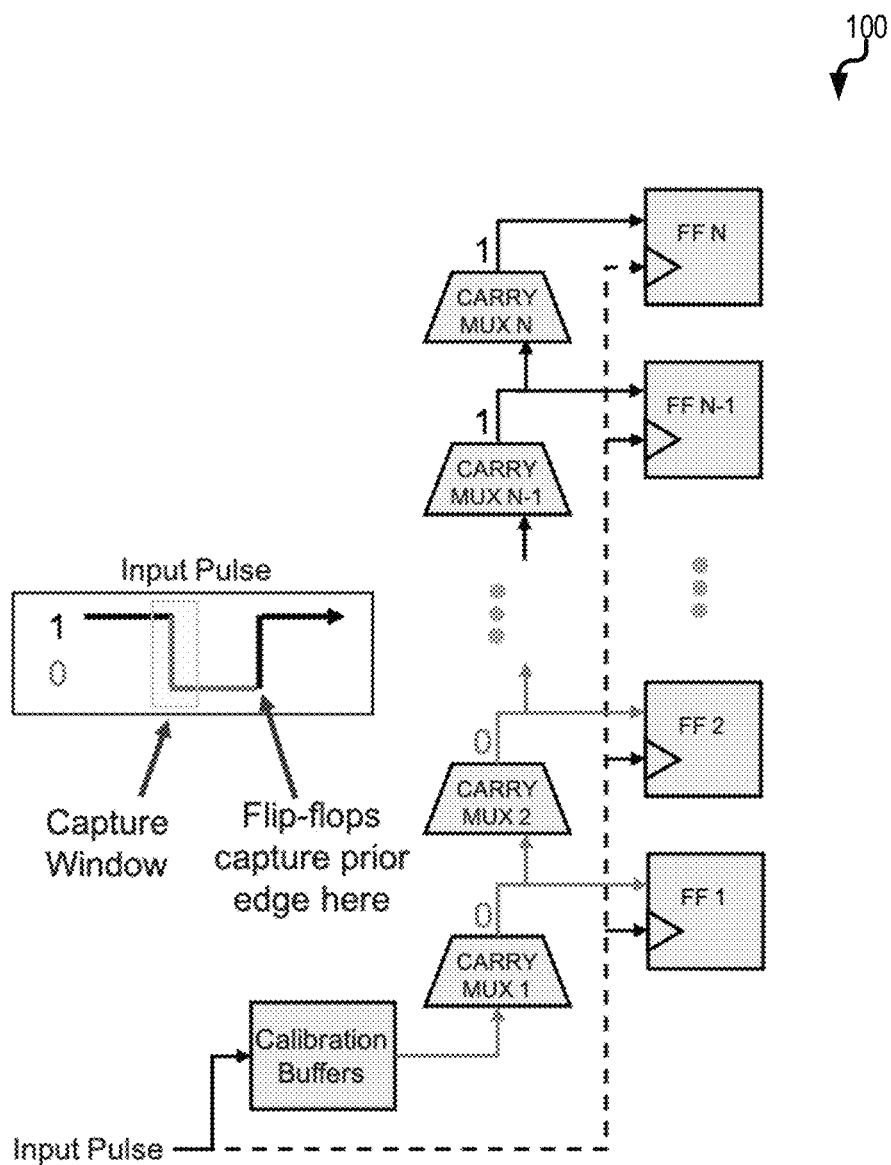 100
FF N
1
CARRY
MUX N
FF N-1
1
CARRY
MUX N-1
Input Pulse
1
0
Capture
Window
Flip-flops
capture prior
edge here
FF 2
0
CARRY
MUX 2
FF 1
0
CARRY
MUX 1
Calibration
Buffers
Input Pulse